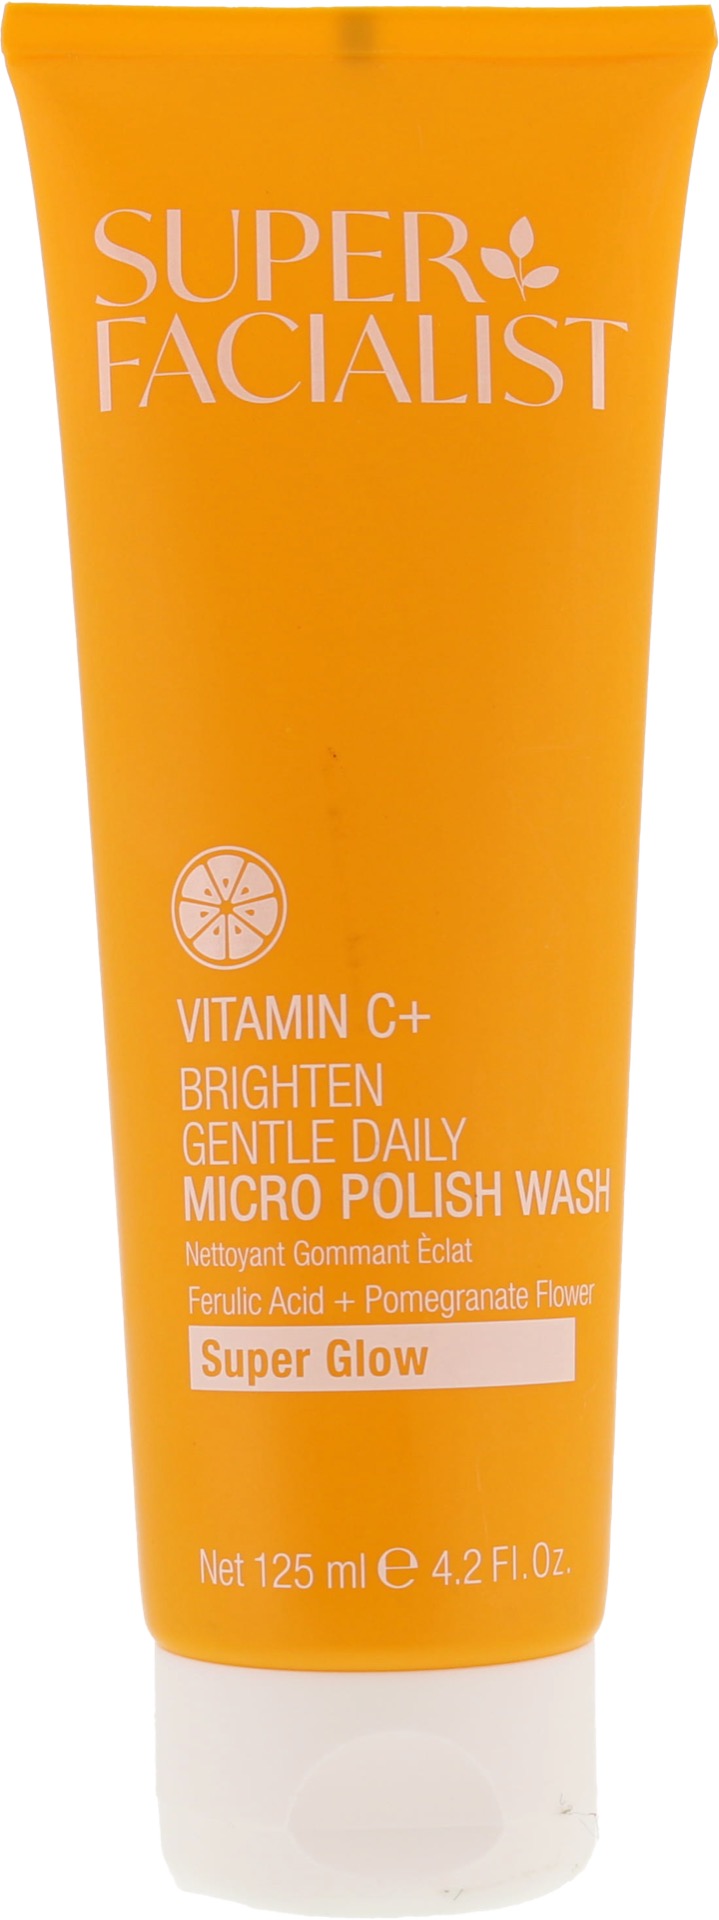 SUPER
FACIALIST
VITAMIN C+
BRIGHTEN
GENTLE DAILY
MICRO POLISH WASH
Nettoyant Gommant Èclat
Ferulic Acid + Pomegranate Flower
Super Glow
Net 125 ml ℮ 4.2 Fl.Oz.